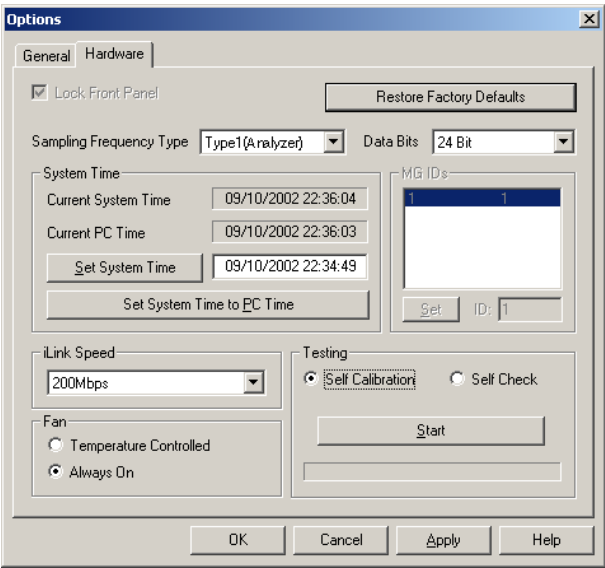 Options
General Hardware
Lock Front Panel
Restore Factory Defaults
Sampling Frequency Type Type1(Analyzer) Data Bits 24 Bit
System Time
Current System Time 09/10/2002 22:36:04
Current PC Time 09/10/2002 22:36:03
Set System Time 09/10/2002 22:34:49
Set System Time to PC Time
MG IDs
1 1
Set ID: 1
iLink Speed
200Mbps
Fan
Temperature Controlled
Always On
Testing
Self Calibration Self Check
Start
OK Cancel Apply Help